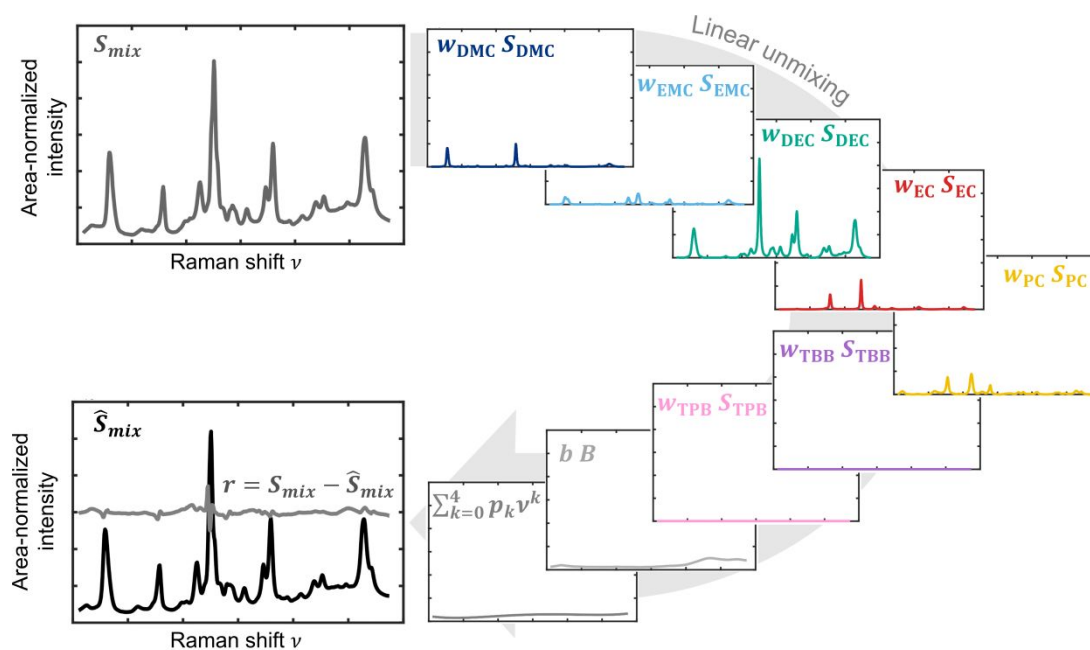 S_mix
Area-normalized
intensity
Raman shift ν
Linear unmixing
w_DMC S_DMC
w_EMC S_EMC
w_DEC S_DEC
w_EC S_EC
w_PC S_PC
w_TBB S_TBB
w_TPB S_TPB
b B
∑_{k=0}^{4} p_k ν^k
Ŝ_mix
r = S_mix − Ŝ_mix
Area-normalized
intensity
Raman shift ν